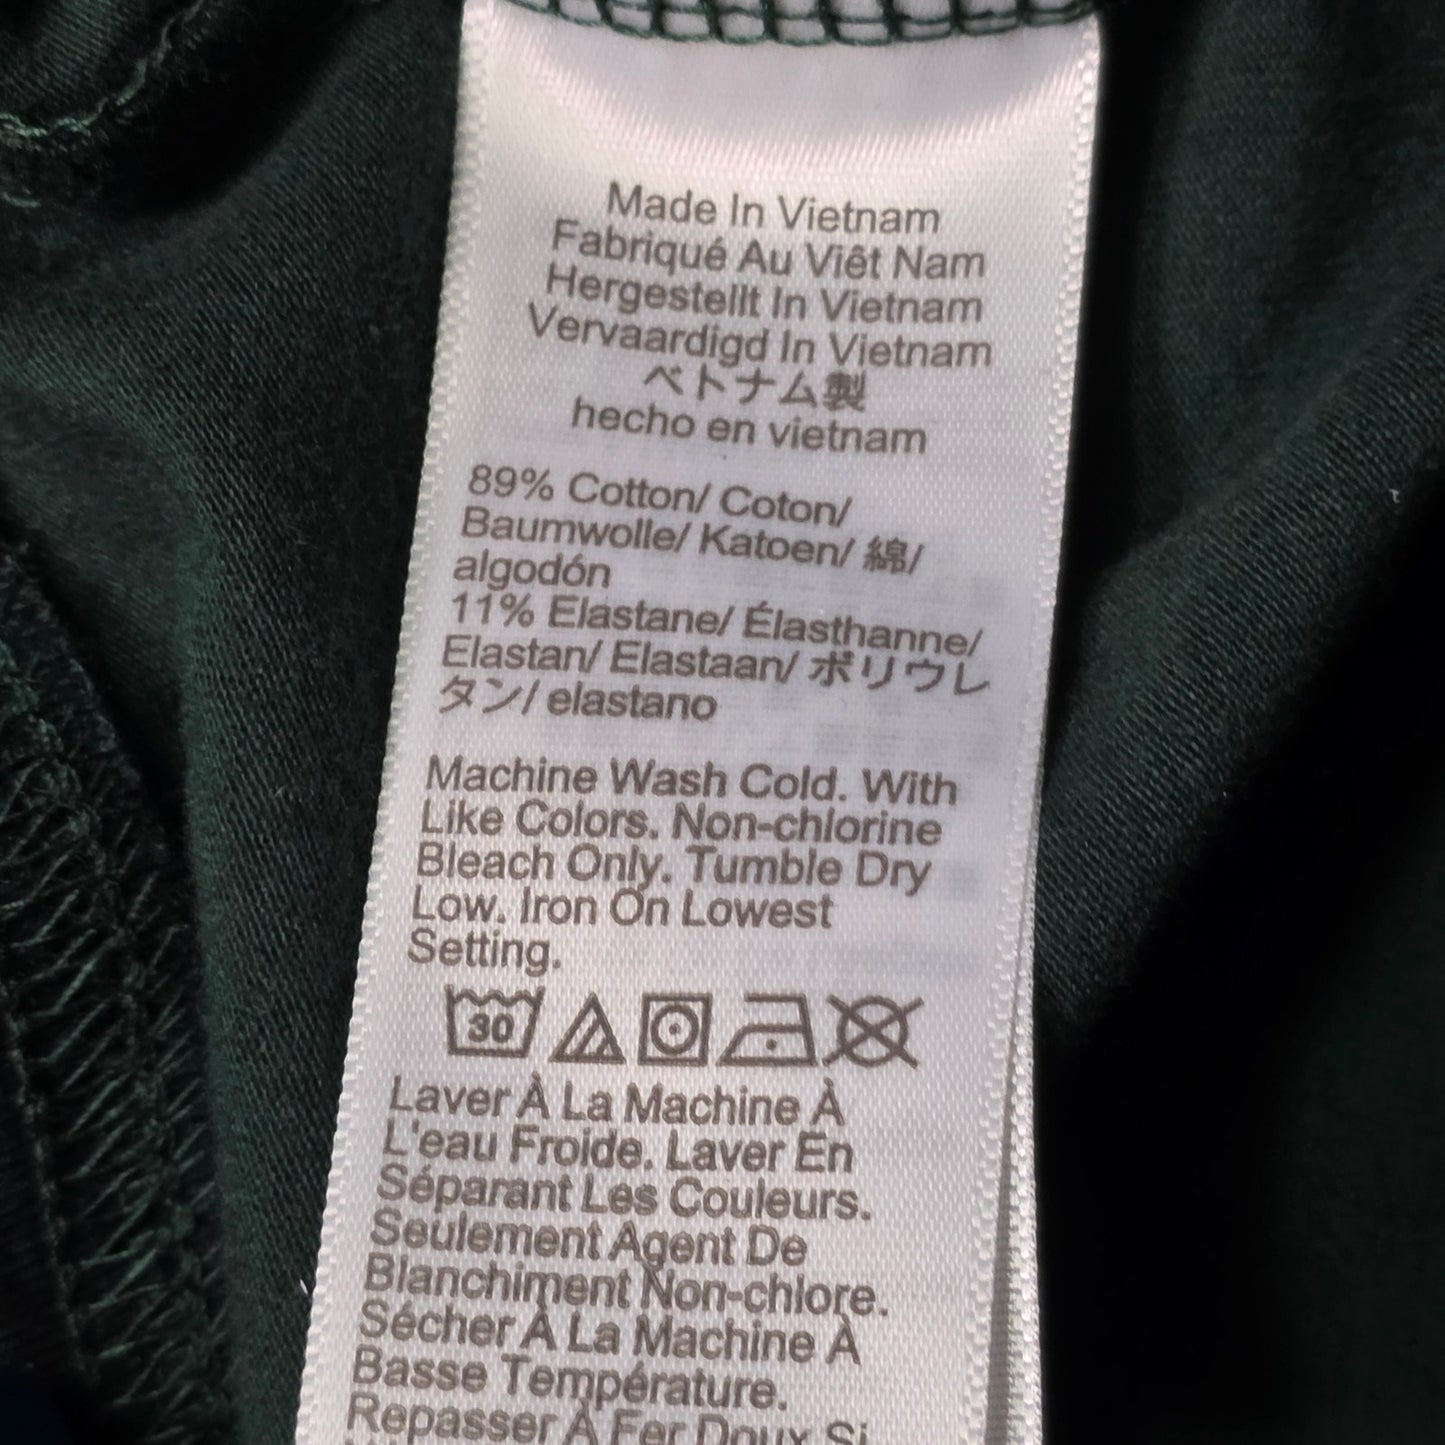 Made In Vietnam
Fabriqué Au Viêt Nam
Hergestellt In Vietnam
Vervaardigd In Vietnam
ベトナム製
hecho en vietnam
89% Cotton/ Coton/
Baumwolle/ Katoen/ 綿/
algodón
11% Elastane/ Élasthanne/
Elastan/ Elastaan/ ポリウレ
タン/ elastano
Machine Wash Cold. With
Like Colors. Non-chlorine
Bleach Only. Tumble Dry
Low. Iron On Lowest
Setting.
30
Laver À La Machine À
L'eau Froide. Laver En
Séparant Les Couleurs.
Seulement Agent De
Blanchiment Non-chlore.
Sécher À La Machine À
Basse Température.
Repasser À Fer Doux Si